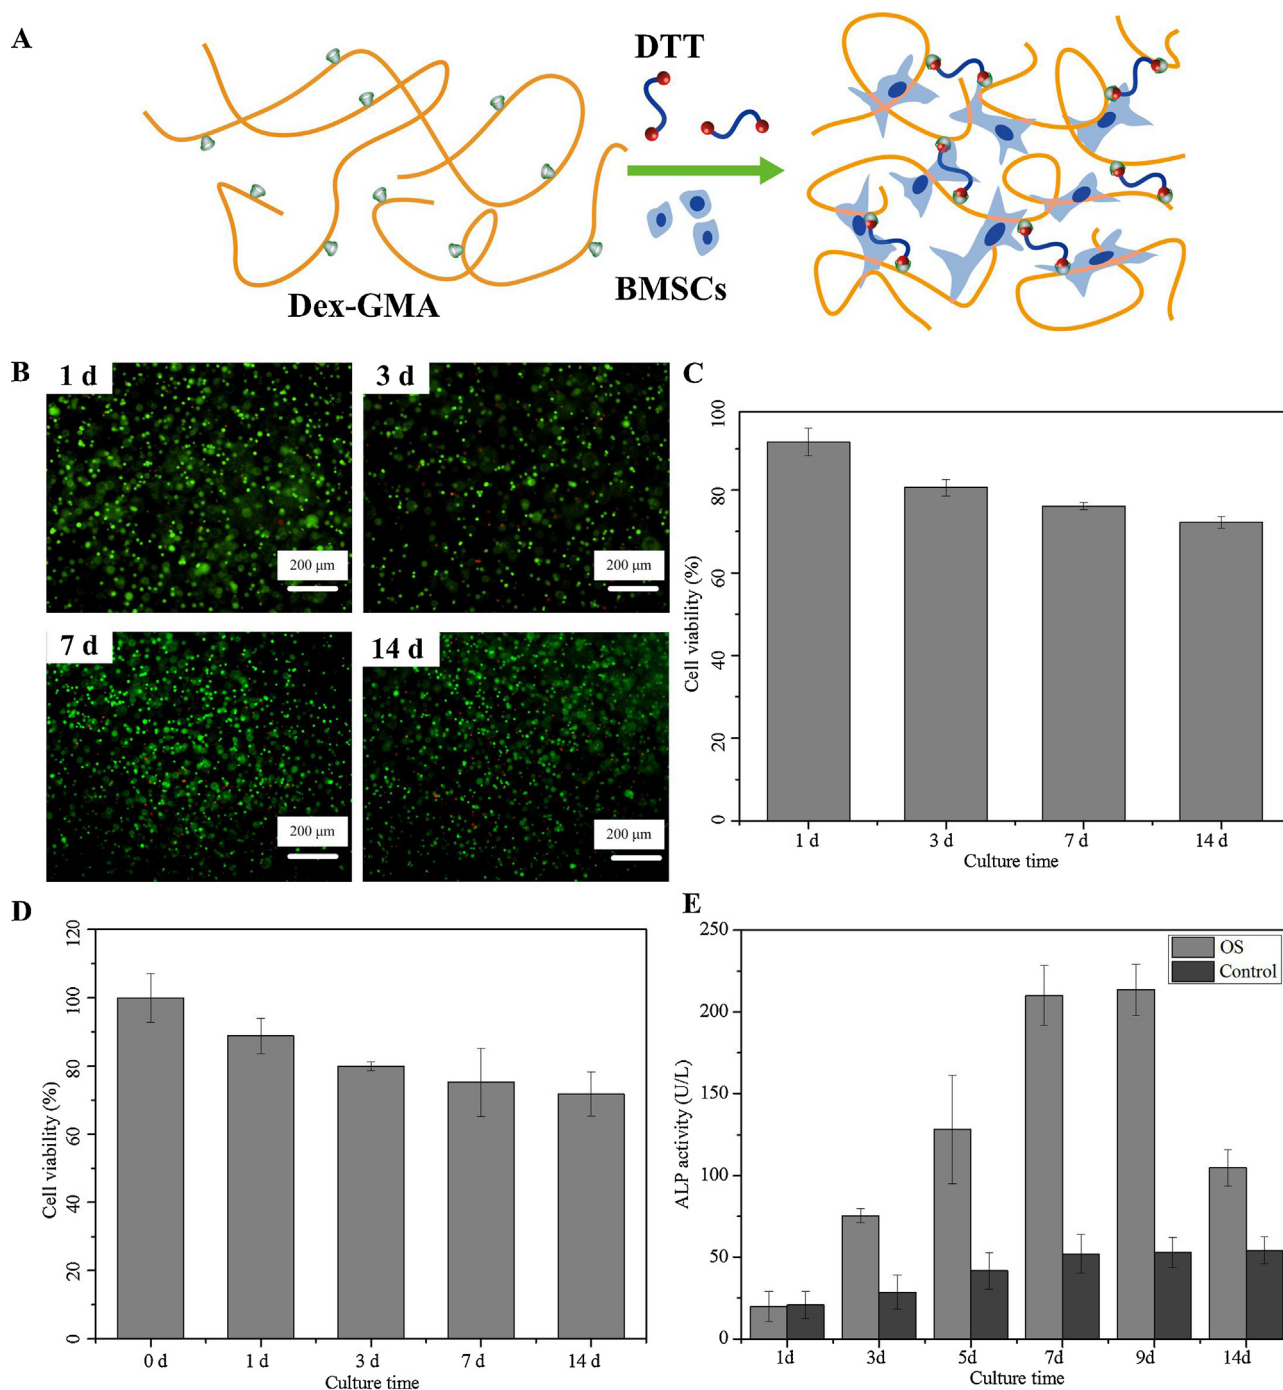 A
DTT
BMSCs
Dex-GMA
B
1 d
200 μm
3 d
200 μm
7 d
200 μm
14 d
200 μm
C
Cell viability (%)
100
80
60
40
20
0
1 d
3 d
7 d
14 d
Culture time
D
Cell viability (%)
120
100
80
60
40
20
0
0 d
1 d
3 d
7 d
14 d
Culture time
E
ALP activity (U/L)
250
200
150
100
50
0
OS
Control
1d
3d
5d
7d
9d
14d
Culture time